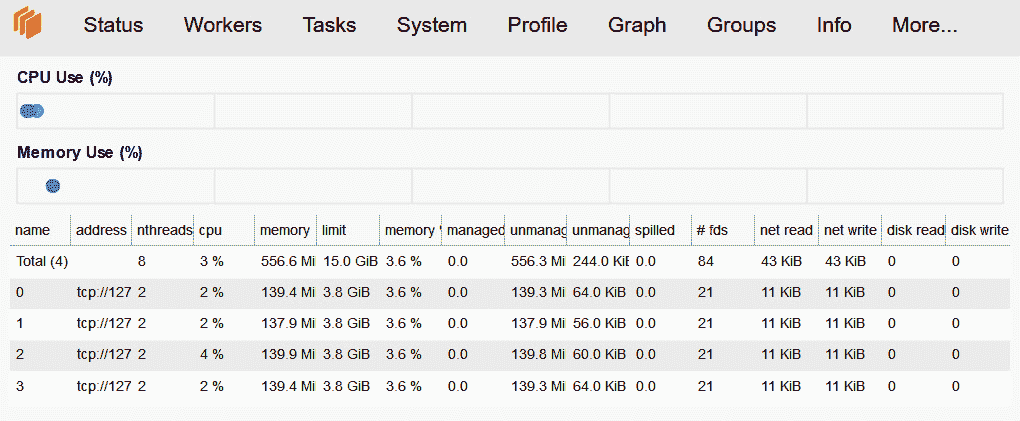 Status Workers Tasks System Profile Graph Groups Info More...
CPU Use (%)
Memory Use (%)
name address nthreads cpu memory limit memory % managed unmanag unmanag spilled # fds net read net write disk read disk write
Total (4) 8 3 % 556.6 Mi 15.0 GiB 3.6 % 0.0 556.3 Mi 244.0 KiB 0.0 84 43 KiB 43 KiB 0 0
0 tcp://127 2 2 % 139.4 Mi 3.8 GiB 3.6 % 0.0 139.3 Mi 64.0 KiB 0.0 21 11 KiB 11 KiB 0 0
1 tcp://127 2 2 % 137.9 Mi 3.8 GiB 3.6 % 0.0 137.9 Mi 56.0 KiB 0.0 21 11 KiB 11 KiB 0 0
2 tcp://127 2 4 % 139.9 Mi 3.8 GiB 3.6 % 0.0 139.8 Mi 60.0 KiB 0.0 21 11 KiB 11 KiB 0 0
3 tcp://127 2 2 % 139.4 Mi 3.8 GiB 3.6 % 0.0 139.3 Mi 64.0 KiB 0.0 21 11 KiB 11 KiB 0 0